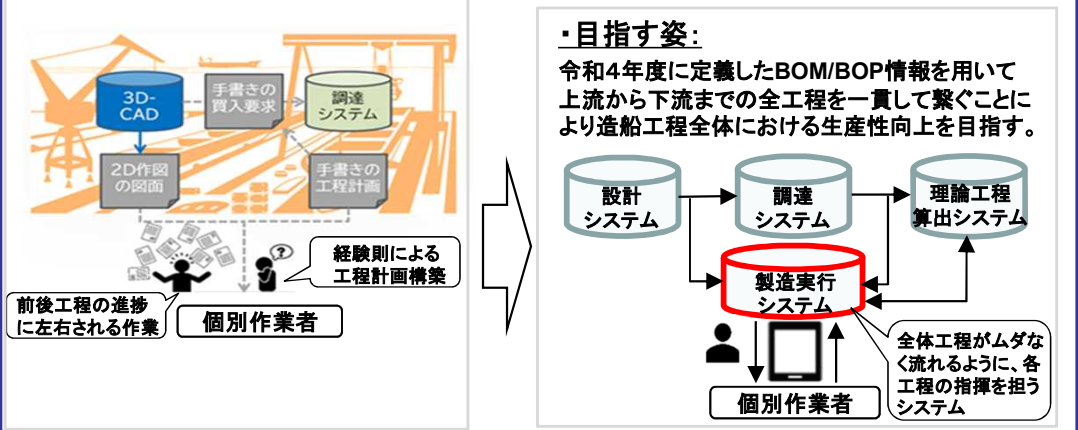 3D-
CAD
手書きの
買入要求
調達
システム
2D作図
の図面
手書きの
工程計画
経験則による
工程計画構築
前後工程の進捗
に左右される作業
個別作業者
・目指す姿:
令和4年度に定義したBOM/BOP情報を用いて
上流から下流までの全工程を一貫して繋ぐことに
より造船工程全体における生産性向上を目指す。
設計
システム
調達
システム
理論工程
算出システム
製造実行
システム
全体工程がムダな
く流れるように、各
工程の指揮を担う
システム
個別作業者